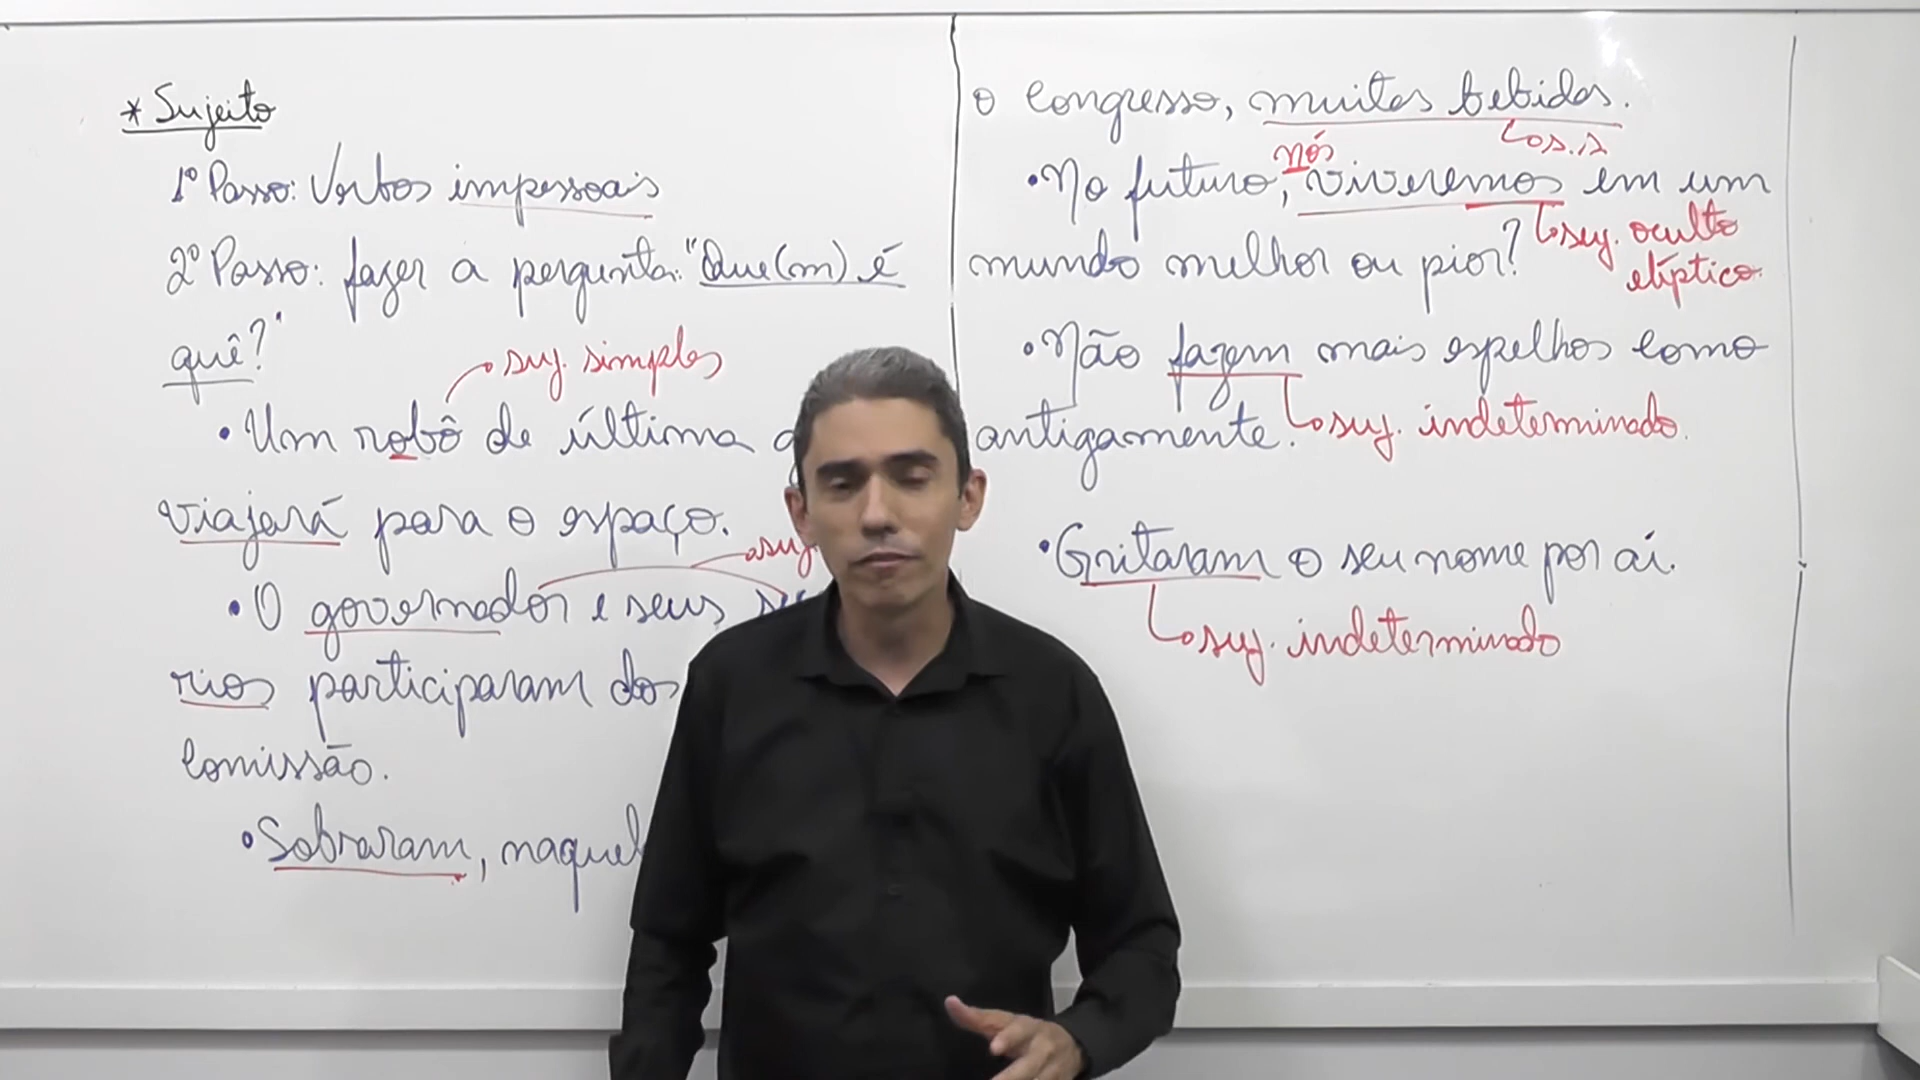 * Sujeito
1º Passo: Verbos impessoais
2º Passo: fazer a pergunta: "Que(m) é
quê?"
suj. simples
• Um robô de última
viajará para o espaço.
suj.
• O governador e seus
rios participaram dos
comissão.
• Sobraram, naquel
o congresso, muitas bebidas.
s.s
nós
• No futuro, viveremos em um
suj. oculto
mundo melhor ou pior?
elíptico.
• Não fazem mais espelhos como
antigamente.
suj. indeterminado.
• Gritaram o seu nome por aí.
suj. indeterminado